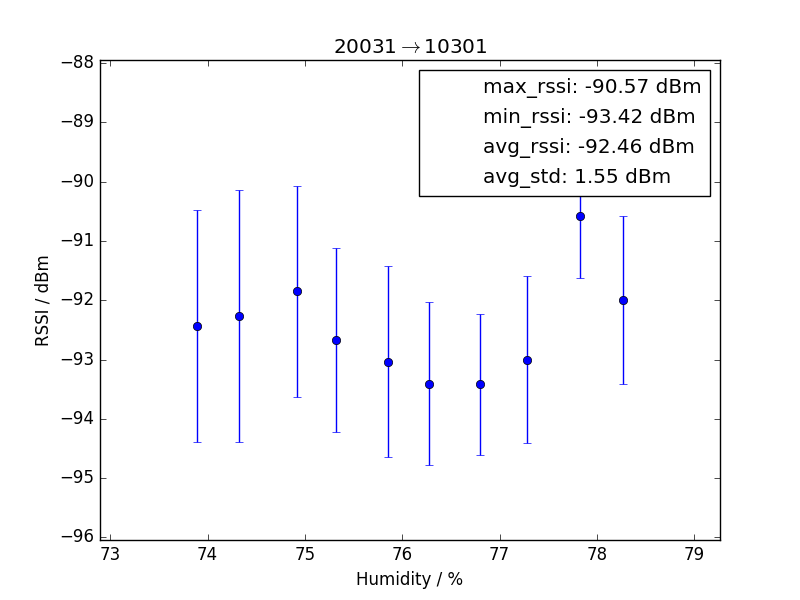 20031→10301
max_rssi: -90.57 dBm
min_rssi: -93.42 dBm
avg_rssi: -92.46 dBm
avg_std: 1.55 dBm
RSSI / dBm
−88
−89
−90
−91
−92
−93
−94
−95
−96
73 74 75 76 77 78 79
Humidity / %